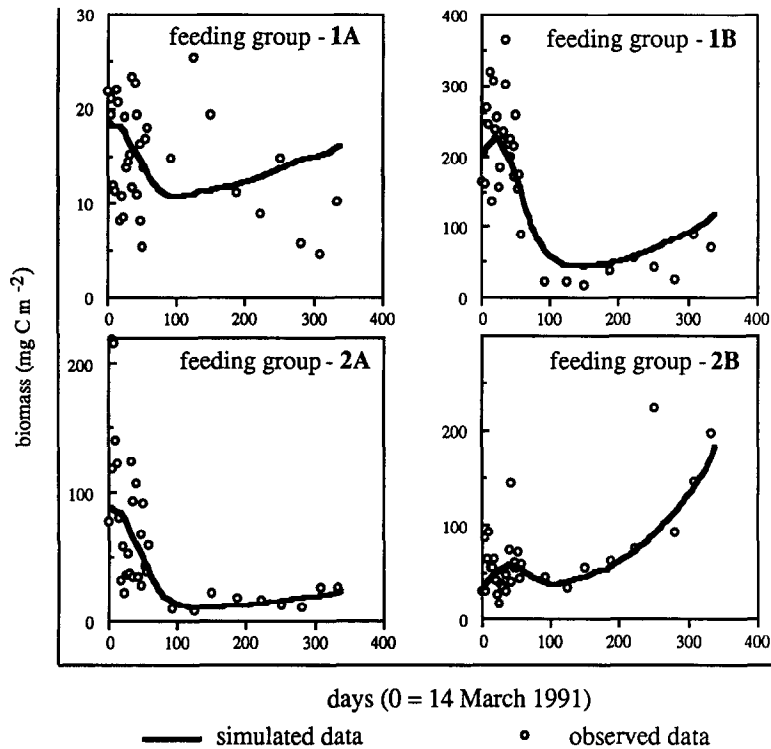 feeding group - 1A
30
20
10
0
0 100 200 300 400
feeding group - 1B
400
300
200
100
0
0 100 200 300 400
feeding group - 2A
200
100
0
0 100 200 300 400
feeding group - 2B
200
100
0
0 100 200 300 400
biomass (mg C m -2)
days (0 = 14 March 1991)
simulated data
observed data